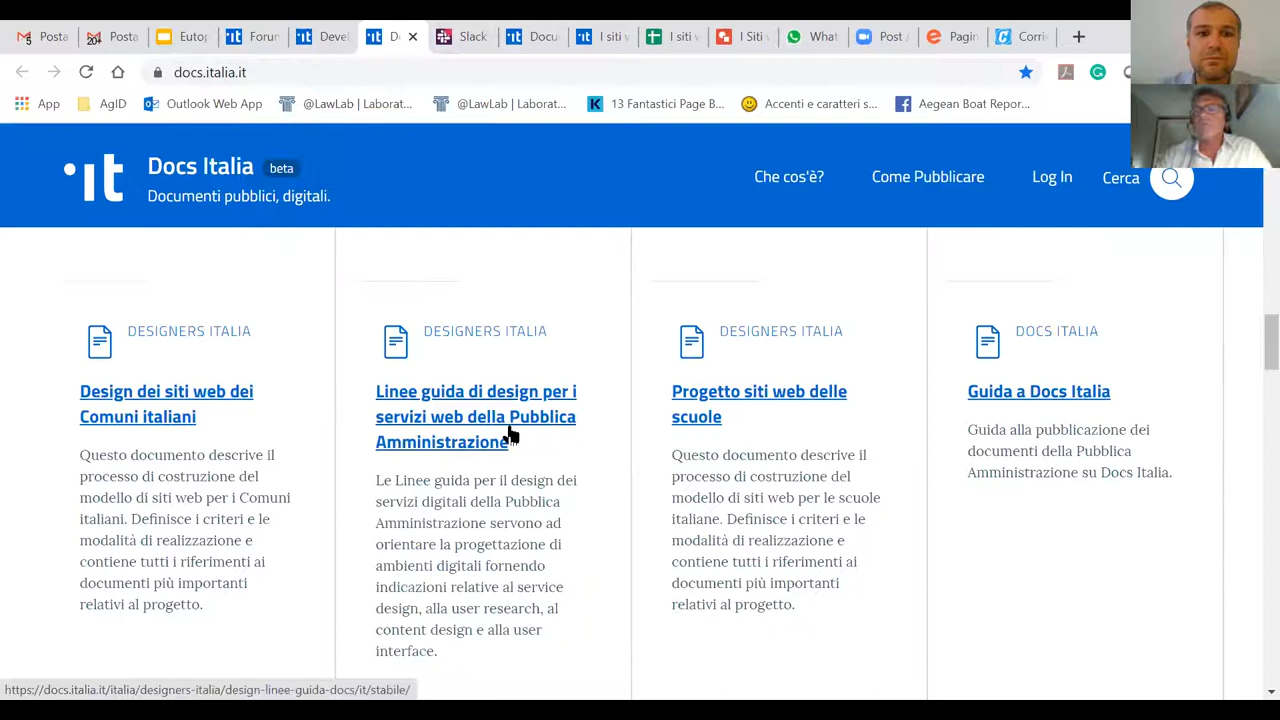 5 Posta
20+ Posta
Eutop
Forun
Deve
D
Slack
Docu
I siti v
I siti v
I Siti
What
Post /
Pagin
Corri
docs.italia.it
App
AgID
Outlook Web App
@LawLab | Laborat...
@LawLab | Laborat...
K
13 Fantastici Page B...
Accenti e caratteri s...
Aegean Boat Repor...
it
Docs Italia beta
Documenti pubblici, digitali.
Che cos'è?
Come Pubblicare
Log In
Cerca
DESIGNERS ITALIA
Design dei siti web dei
Comuni italiani
Questo documento descrive il
processo di costruzione del
modello di siti web per i Comuni
italiani. Definisce i criteri e le
modalità di realizzazione e
contiene tutti i riferimenti ai
documenti più importanti
relativi al progetto.
DESIGNERS ITALIA
Linee guida di design per i
servizi web della Pubblica
Amministrazione
Le Linee guida per il design dei
servizi digitali della Pubblica
Amministrazione servono ad
orientare la progettazione di
ambienti digitali fornendo
indicazioni relative al service
design, alla user research, al
content design e alla user
interface.
DESIGNERS ITALIA
Progetto siti web delle
scuole
Questo documento descrive il
processo di costruzione del
modello di siti web per le scuole
italiane. Definisce i criteri e le
modalità di realizzazione e
contiene tutti i riferimenti ai
documenti più importanti
relativi al progetto.
DOCS ITALIA
Guida a Docs Italia
Guida alla pubblicazione dei
documenti della Pubblica
Amministrazione su Docs Italia.
https://docs.italia.it/italia/designers-italia/design-linee-guida-docs/it/stabile/